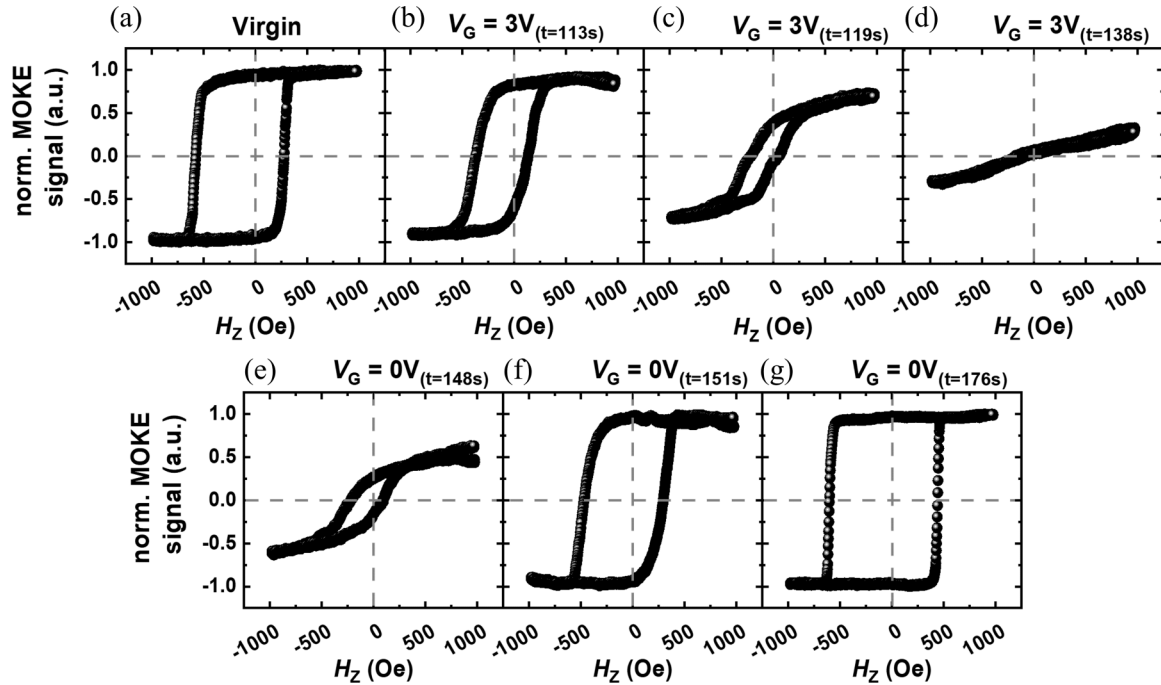 (a) Virgin
(b) V_G = 3V(t=113s)
(c) V_G = 3V(t=119s)
(d) V_G = 3V(t=138s)
norm. MOKE
signal (a.u.)
1.0
0.5
0.0
-0.5
-1.0
-1000 -500 0 500 1000
-1000 -500 0 500 1000
-1000 -500 0 500 1000
-1000 -500 0 500 1000
H_Z (Oe)
H_Z (Oe)
H_Z (Oe)
H_Z (Oe)
(e) V_G = 0V(t=148s)
(f) V_G = 0V(t=151s)
(g) V_G = 0V(t=176s)
norm. MOKE
signal (a.u.)
1.0
0.5
0.0
-0.5
-1.0
-1000 -500 0 500 1000
-1000 -500 0 500 1000
-1000 -500 0 500 1000
H_Z (Oe)
H_Z (Oe)
H_Z (Oe)